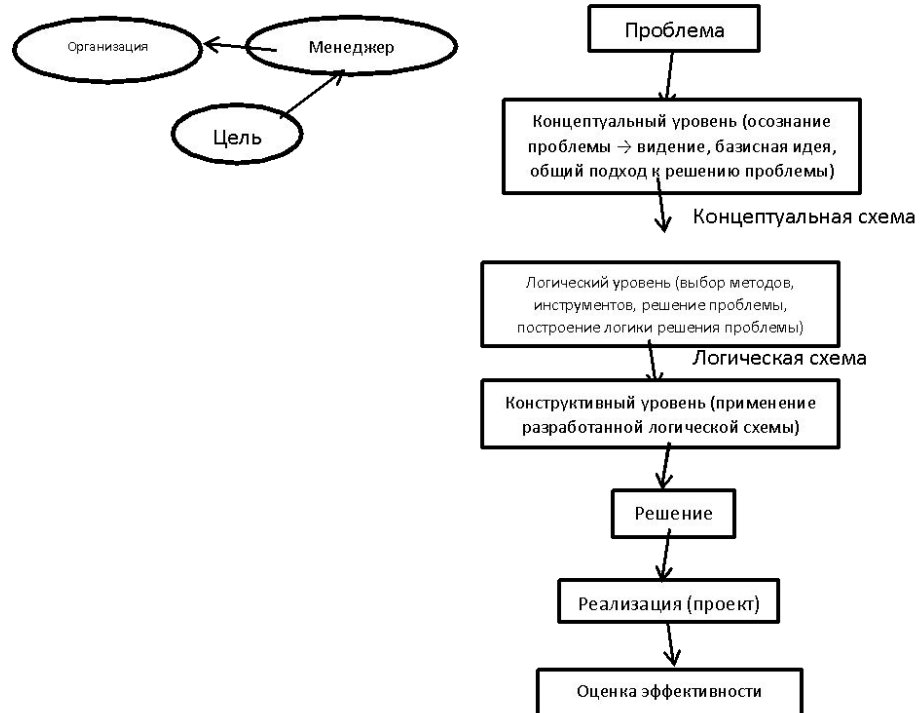 Организация
Менеджер
Цель
Проблема
Концептуальный уровень (осознание
проблемы → видение, базисная идея,
общий подход к решению проблемы)
Концептуальная схема
Логический уровень (выбор методов,
инструментов, решение проблемы,
построение логики решения проблемы)
Логическая схема
Конструктивный уровень (применение
разработанной логической схемы)
Решение
Реализация (проект)
Оценка эффективности